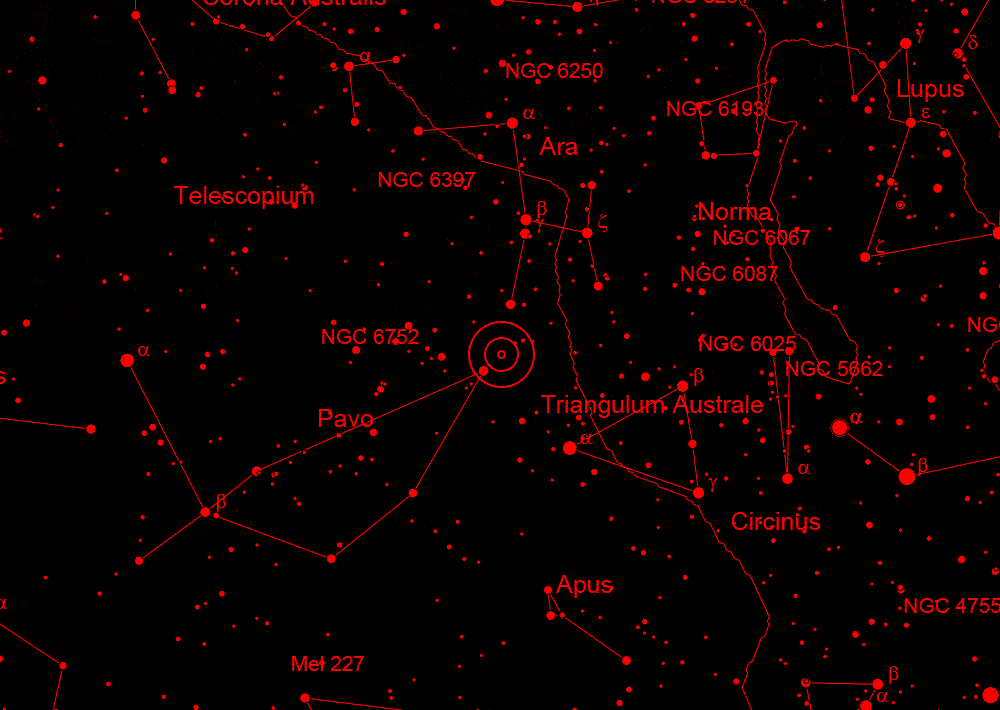 Corona Australis
α
NGC 6250
γ
δ
Lupus
NGC 6193
α
ε
Ara
NGC 6397
Telescopium
β
γ
ζ
Norma
NGC 6067
ζ
NGC 6087
NGC 6752
NGC 6025
α
NGC 5662
β
Triangulum Australe
Pavo
α
α
α
β
γ
β
Circinus
Apus
NGC 4755
α
Mel 227
β
α